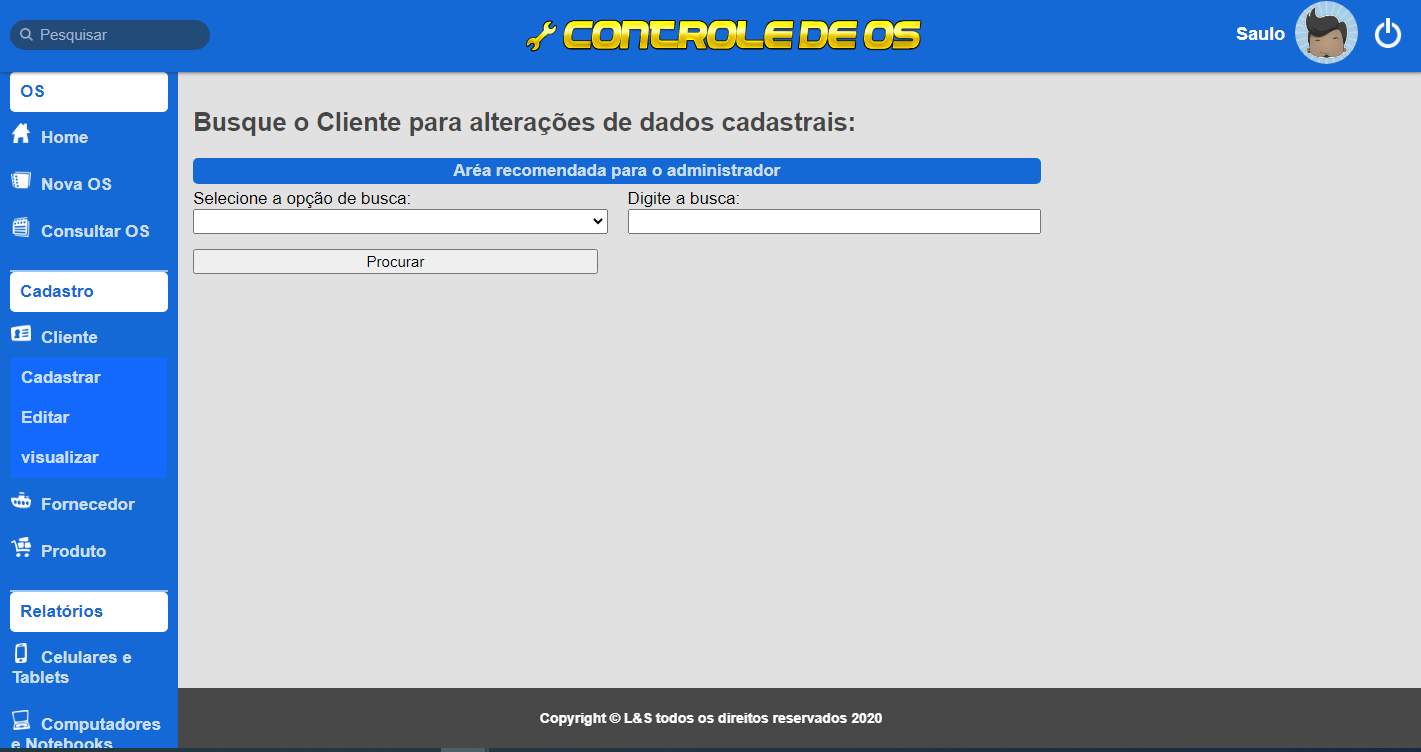 Pesquisar
CONTROLE DE OS
Saulo
OS
Home
Nova OS
Consultar OS
Cadastro
Cliente
Cadastrar
Editar
visualizar
Fornecedor
Produto
Relatórios
Celulares e
Tablets
Computadores
e Notebooks
Busque o Cliente para alterações de dados cadastrais:
Aréa recomendada para o administrador
Selecione a opção de busca:
Digite a busca:
Procurar
Copyright © L&S todos os direitos reservados 2020